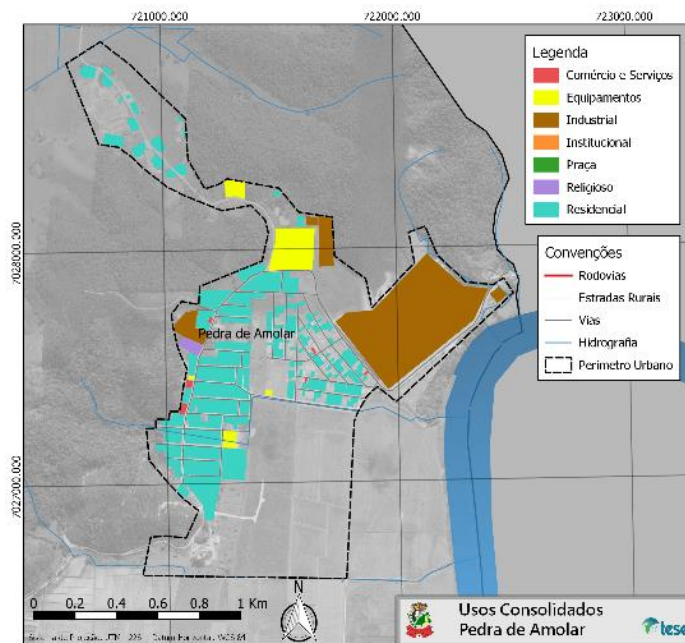 721000.000
722000.000
723000.000
Legenda
Comércio e Serviços
Equipamentos
Industrial
Institucional
Praça
Religioso
Residencial
7028000.000
Convenções
Rodovias
Estradas Rurais
Vias
Hidrografia
Perimetro Urbano
Pedra de Amolar
7027000.000
N
0 0.2 0.4 0.6 0.8 1 Km
Usos Consolidados
Pedra de Amolar